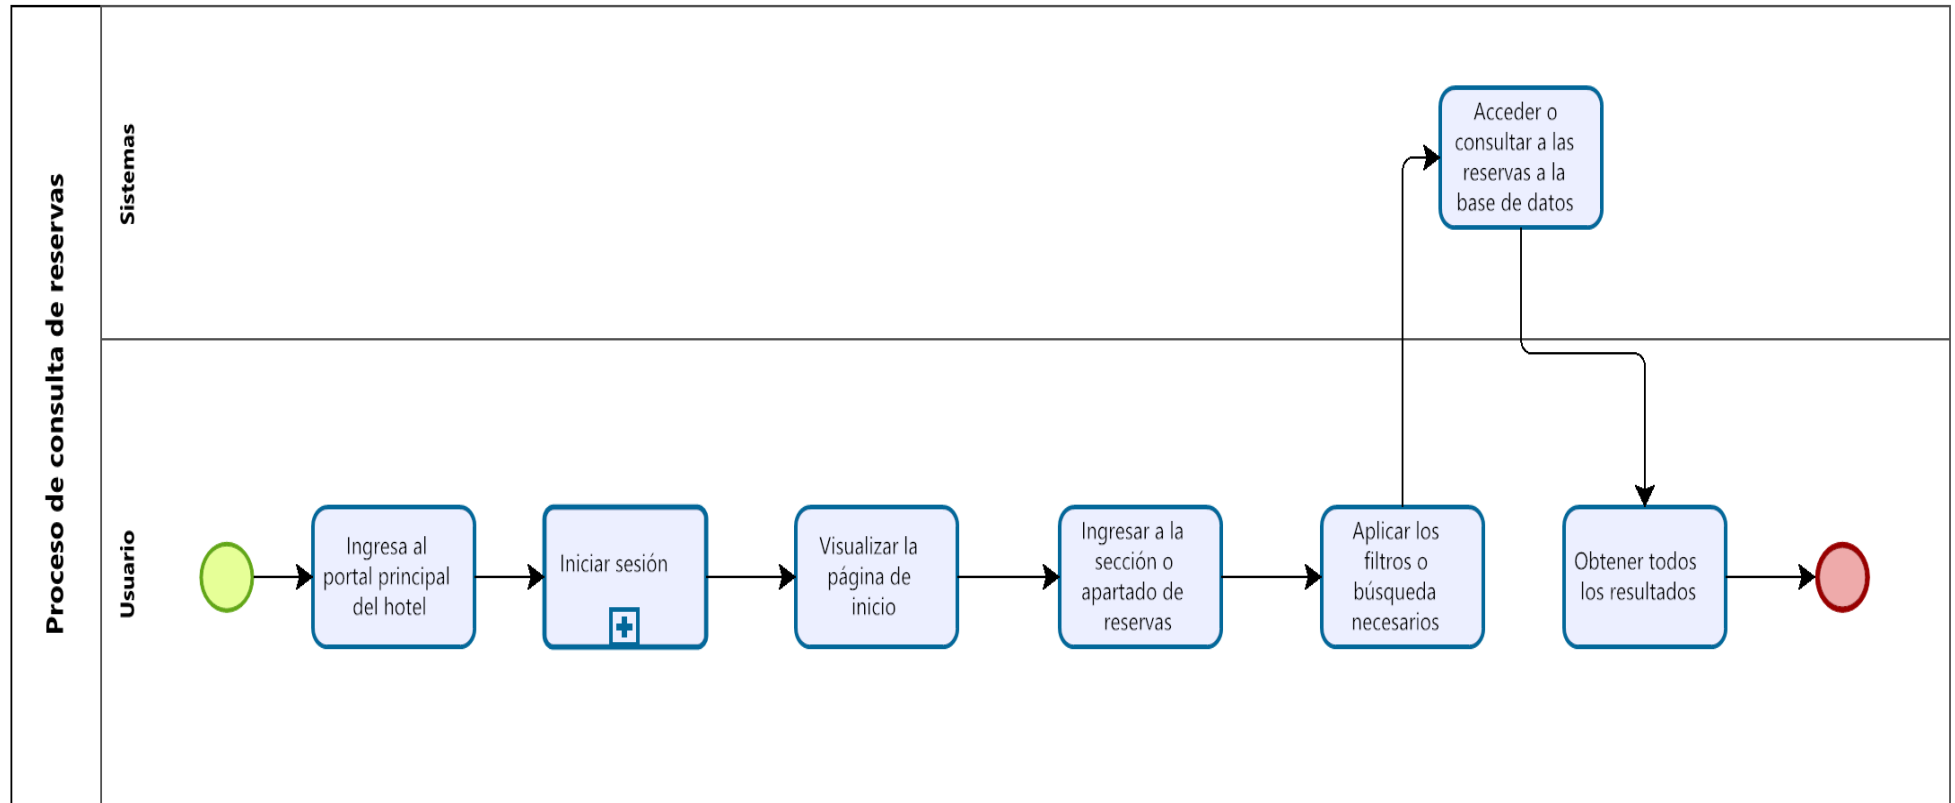 Proceso de consulta de reservas
Sistemas
Acceder o
consultar a las
reservas a la
base de datos
Usuario
Ingresa al
portal principal
del hotel
Iniciar sesión
Visualizar la
página de
inicio
Ingresar a la
sección o
apartado de
reservas
Aplicar los
filtros o
búsqueda
necesarios
Obtener todos
los resultados